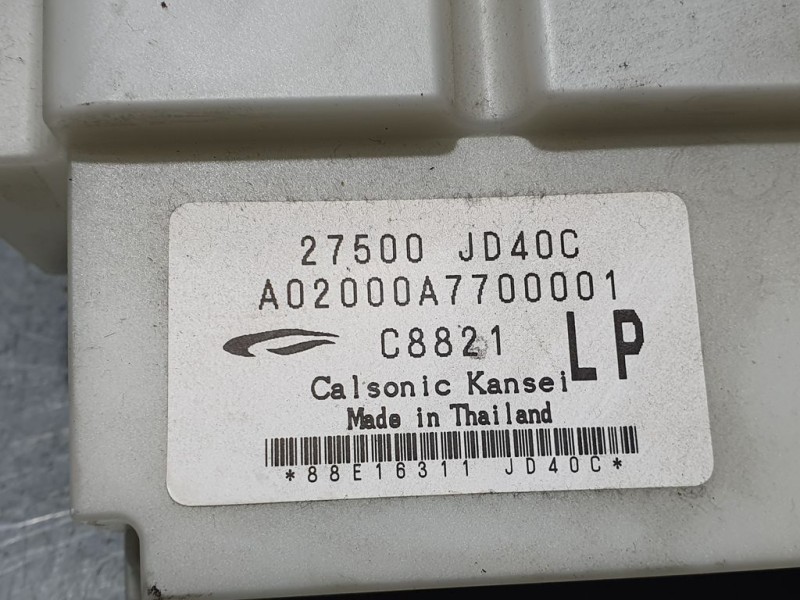 27500 JD40C
A02000A7700001
C8821 LP
Calsonic Kansei
Made in Thailand
*88E16311 JD40C*